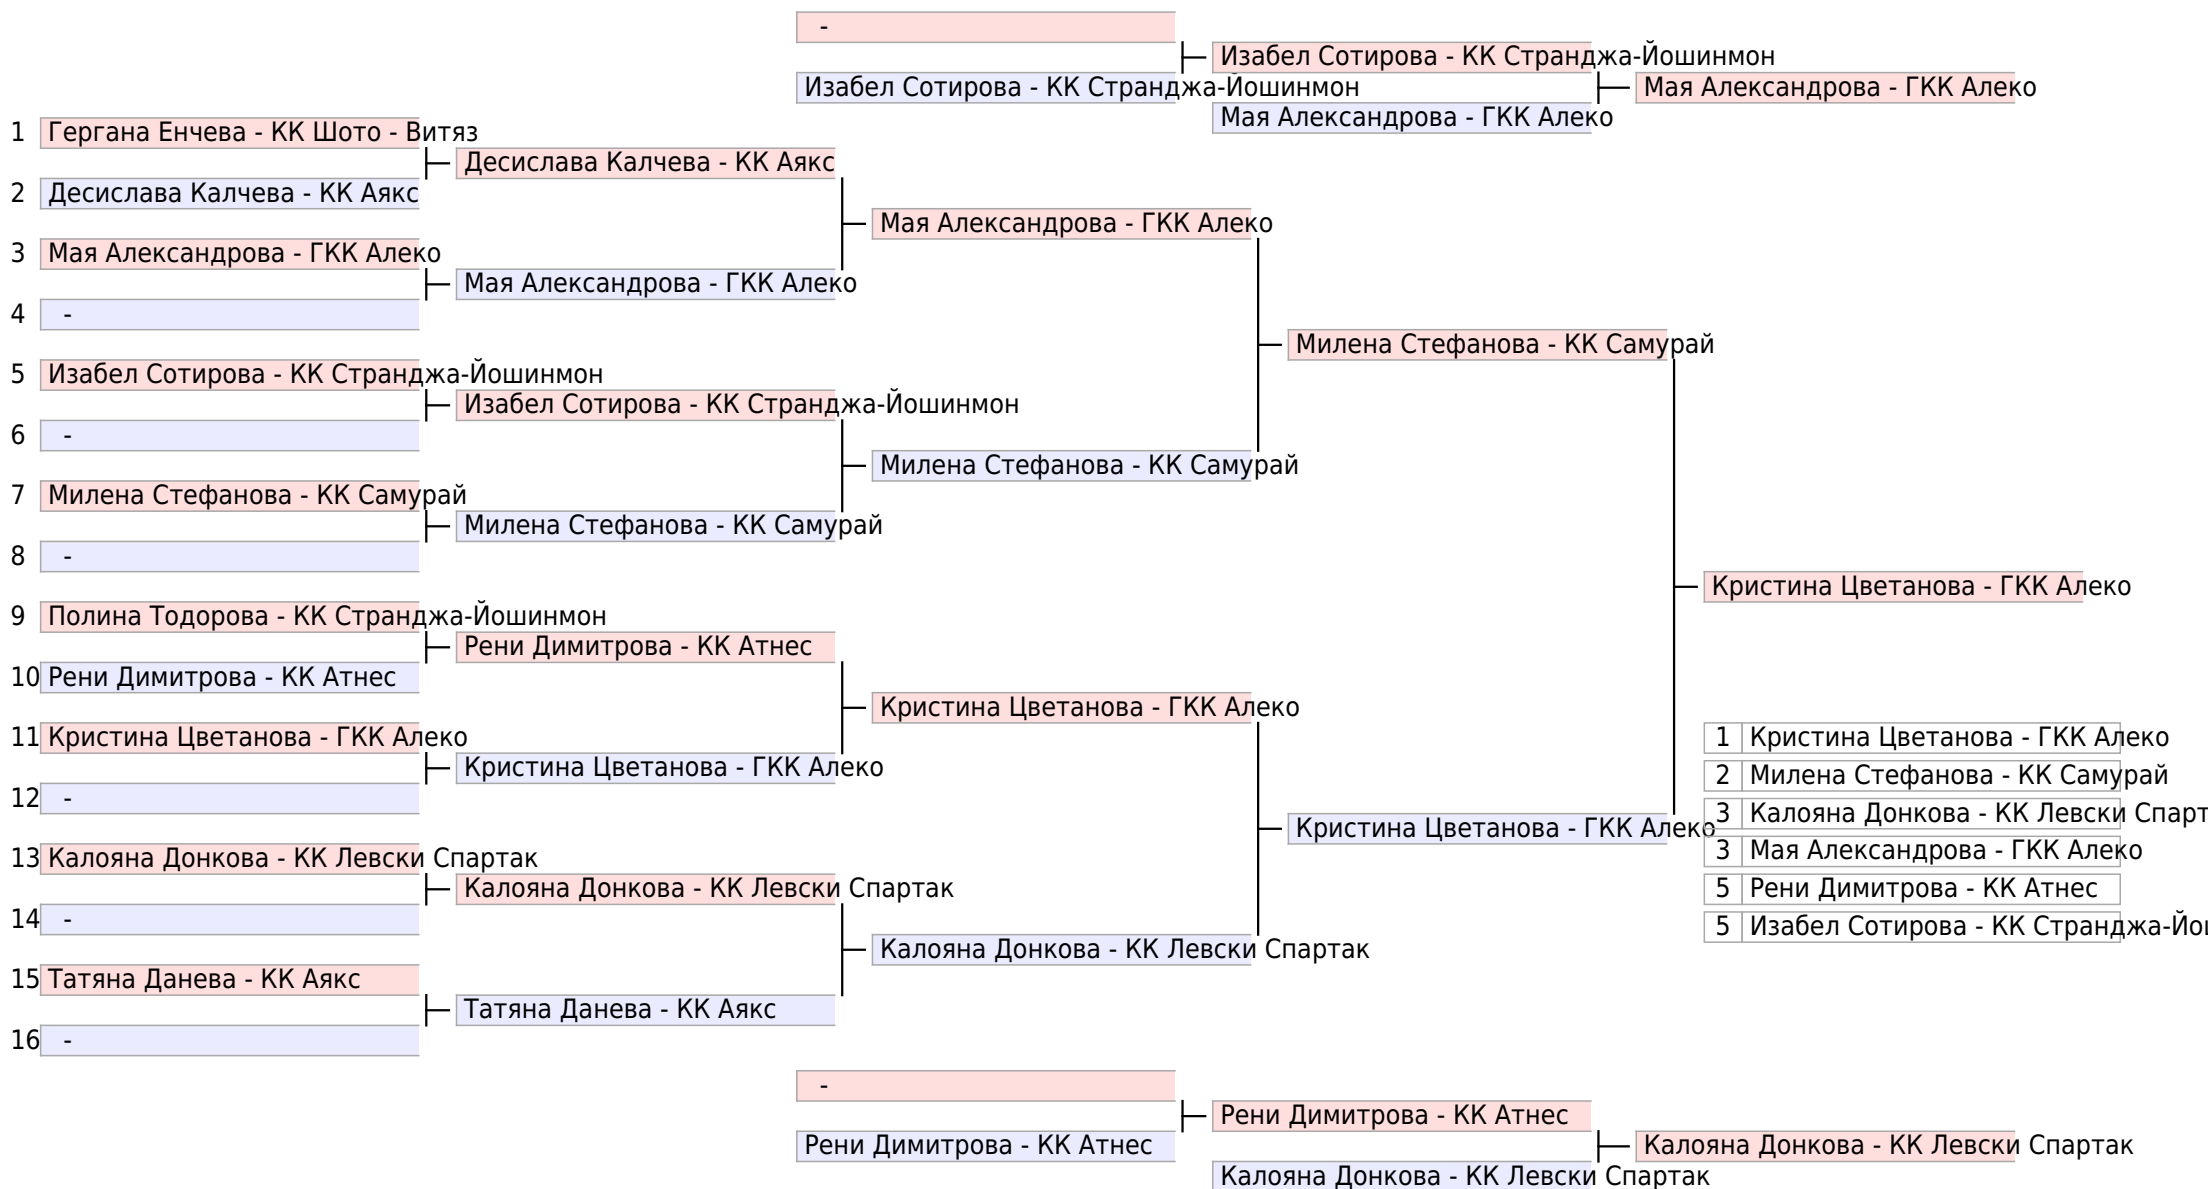 -
Изабел Сотирова - КК Странджа-Йошинмон
Изабел Сотирова - КК Странджа-Йошинмон
Мая Александрова - ГКК Алеко
Мая Александрова - ГКК Алеко
1 Гергана Енчева - КК Шото - Витяз
Десислава Калчева - КК Аякс
2 Десислава Калчева - КК Аякс
Мая Александрова - ГКК Алеко
3 Мая Александрова - ГКК Алеко
Мая Александрова - ГКК Алеко
4 -
Милена Стефанова - КК Самурай
5 Изабел Сотирова - КК Странджа-Йошинмон
Изабел Сотирова - КК Странджа-Йошинмон
6 -
Милена Стефанова - КК Самурай
7 Милена Стефанова - КК Самурай
Милена Стефанова - КК Самурай
8 -
Кристина Цветанова - ГКК Алеко
9 Полина Тодорова - КК Странджа-Йошинмон
Рени Димитрова - КК Атнес
10 Рени Димитрова - КК Атнес
Кристина Цветанова - ГКК Алеко
11 Кристина Цветанова - ГКК Алеко
Кристина Цветанова - ГКК Алеко
12 -
Кристина Цветанова - ГКК Алеко
13 Калояна Донкова - КК Левски Спартак
Калояна Донкова - КК Левски Спартак
14 -
Калояна Донкова - КК Левски Спартак
15 Татяна Данева - КК Аякс
Татяна Данева - КК Аякс
16 -
1 Кристина Цветанова - ГКК Алеко
2 Милена Стефанова - КК Самурай
3 Калояна Донкова - КК Левски Спарт
3 Мая Александрова - ГКК Алеко
5 Рени Димитрова - КК Атнес
5 Изабел Сотирова - КК Странджа-Йо
-
Рени Димитрова - КК Атнес
Рени Димитрова - КК Атнес
Калояна Донкова - КК Левски Спартак
Калояна Донкова - КК Левски Спартак